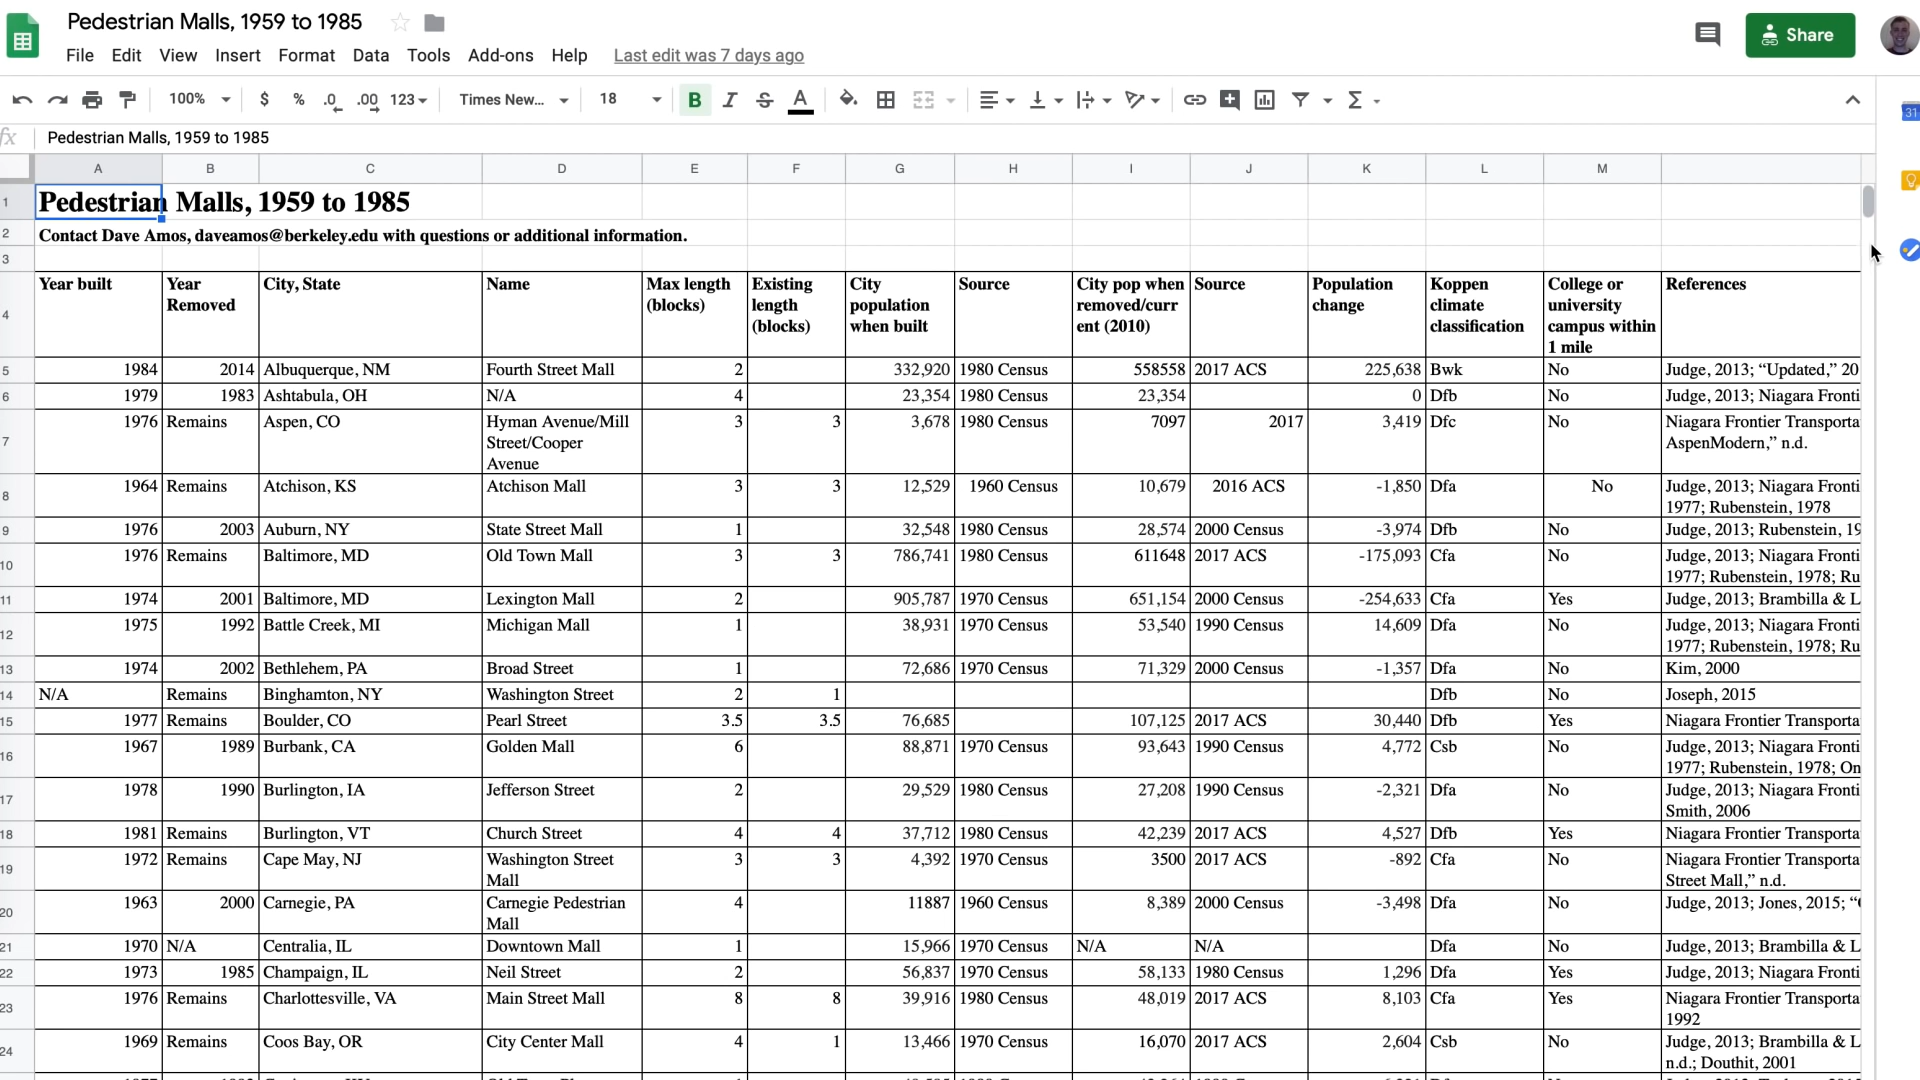 Pedestrian Malls, 1959 to 1985
File Edit View Insert Format Data Tools Add-ons Help Last edit was 7 days ago
Share
100% $ % .0 .00 123 Times New... 18 B I S A Σ
31
fx Pedestrian Malls, 1959 to 1985
A B C D E F G H I J K L M
1 Pedestrian Malls, 1959 to 1985
2 Contact Dave Amos, daveamos@berkeley.edu with questions or additional information.
3
4 Year built Year Removed City, State Name Max length (blocks) Existing length (blocks) City population when built Source City pop when removed/curr ent (2010) Source Population change Koppen climate classification College or university campus within 1 mile References
5 1984 2014 Albuquerque, NM Fourth Street Mall 2 332,920 1980 Census 558558 2017 ACS 225,638 Bwk No Judge, 2013; “Updated,” 20
6 1979 1983 Ashtabula, OH N/A 4 23,354 1980 Census 23,354 0 Dfb No Judge, 2013; Niagara Fronti
7 1976 Remains Aspen, CO Hyman Avenue/Mill Street/Cooper Avenue 3 3 3,678 1980 Census 7097 2017 3,419 Dfc No Niagara Frontier Transporta AspenModern,” n.d.
8 1964 Remains Atchison, KS Atchison Mall 3 3 12,529 1960 Census 10,679 2016 ACS -1,850 Dfa No Judge, 2013; Niagara Fronti 1977; Rubenstein, 1978
9 1976 2003 Auburn, NY State Street Mall 1 32,548 1980 Census 28,574 2000 Census -3,974 Dfb No Judge, 2013; Rubenstein, 19
10 1976 Remains Baltimore, MD Old Town Mall 3 3 786,741 1980 Census 611648 2017 ACS -175,093 Cfa No Judge, 2013; Niagara Fronti 1977; Rubenstein, 1978; Ru
11 1974 2001 Baltimore, MD Lexington Mall 2 905,787 1970 Census 651,154 2000 Census -254,633 Cfa Yes Judge, 2013; Brambilla & L
12 1975 1992 Battle Creek, MI Michigan Mall 1 38,931 1970 Census 53,540 1990 Census 14,609 Dfa No Judge, 2013; Niagara Fronti 1977; Rubenstein, 1978; Ru
13 1974 2002 Bethlehem, PA Broad Street 1 72,686 1970 Census 71,329 2000 Census -1,357 Dfa No Kim, 2000
14 N/A Remains Binghamton, NY Washington Street 2 1 Dfb No Joseph, 2015
15 1977 Remains Boulder, CO Pearl Street 3.5 3.5 76,685 107,125 2017 ACS 30,440 Dfb Yes Niagara Frontier Transporta
16 1967 1989 Burbank, CA Golden Mall 6 88,871 1970 Census 93,643 1990 Census 4,772 Csb No Judge, 2013; Niagara Fronti 1977; Rubenstein, 1978; On
17 1978 1990 Burlington, IA Jefferson Street 2 29,529 1980 Census 27,208 1990 Census -2,321 Dfa No Judge, 2013; Niagara Fronti Smith, 2006
18 1981 Remains Burlington, VT Church Street 4 4 37,712 1980 Census 42,239 2017 ACS 4,527 Dfb Yes Niagara Frontier Transporta
19 1972 Remains Cape May, NJ Washington Street Mall 3 3 4,392 1970 Census 3500 2017 ACS -892 Cfa No Niagara Frontier Transporta Street Mall,” n.d.
20 1963 2000 Carnegie, PA Carnegie Pedestrian Mall 4 11887 1960 Census 8,389 2000 Census -3,498 Dfa No Judge, 2013; Jones, 2015; “
21 1970 N/A Centralia, IL Downtown Mall 1 15,966 1970 Census N/A N/A Dfa No Judge, 2013; Brambilla & L
22 1973 1985 Champaign, IL Neil Street 2 56,837 1970 Census 58,133 1980 Census 1,296 Dfa Yes Judge, 2013; Niagara Fronti
23 1976 Remains Charlottesville, VA Main Street Mall 8 8 39,916 1980 Census 48,019 2017 ACS 8,103 Cfa Yes Niagara Frontier Transporta 1992
24 1969 Remains Coos Bay, OR City Center Mall 4 1 13,466 1970 Census 16,070 2017 ACS 2,604 Csb No Judge, 2013; Brambilla & L n.d.; Douthit, 2001